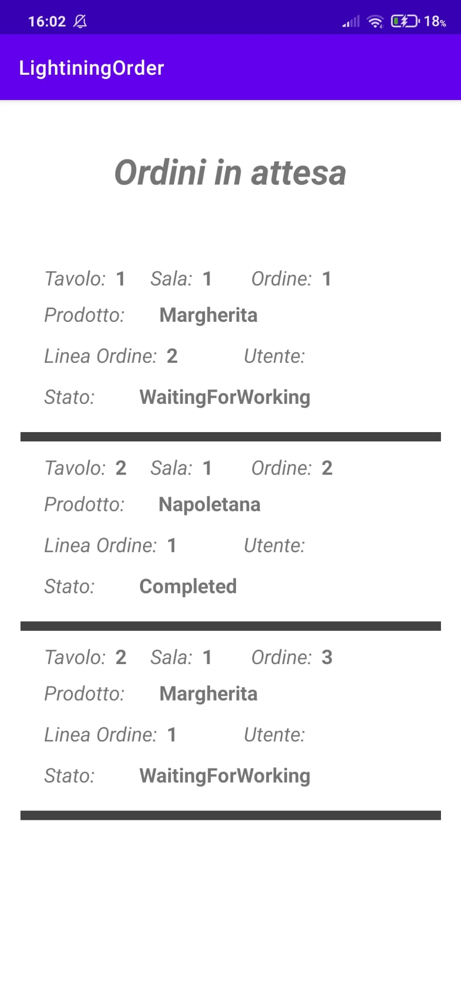 16:02 18%
LightiningOrder
Ordini in attesa
Tavolo: 1 Sala: 1 Ordine: 1
Prodotto: Margherita
Linea Ordine: 2 Utente:
Stato: WaitingForWorking
Tavolo: 2 Sala: 1 Ordine: 2
Prodotto: Napoletana
Linea Ordine: 1 Utente:
Stato: Completed
Tavolo: 2 Sala: 1 Ordine: 3
Prodotto: Margherita
Linea Ordine: 1 Utente:
Stato: WaitingForWorking